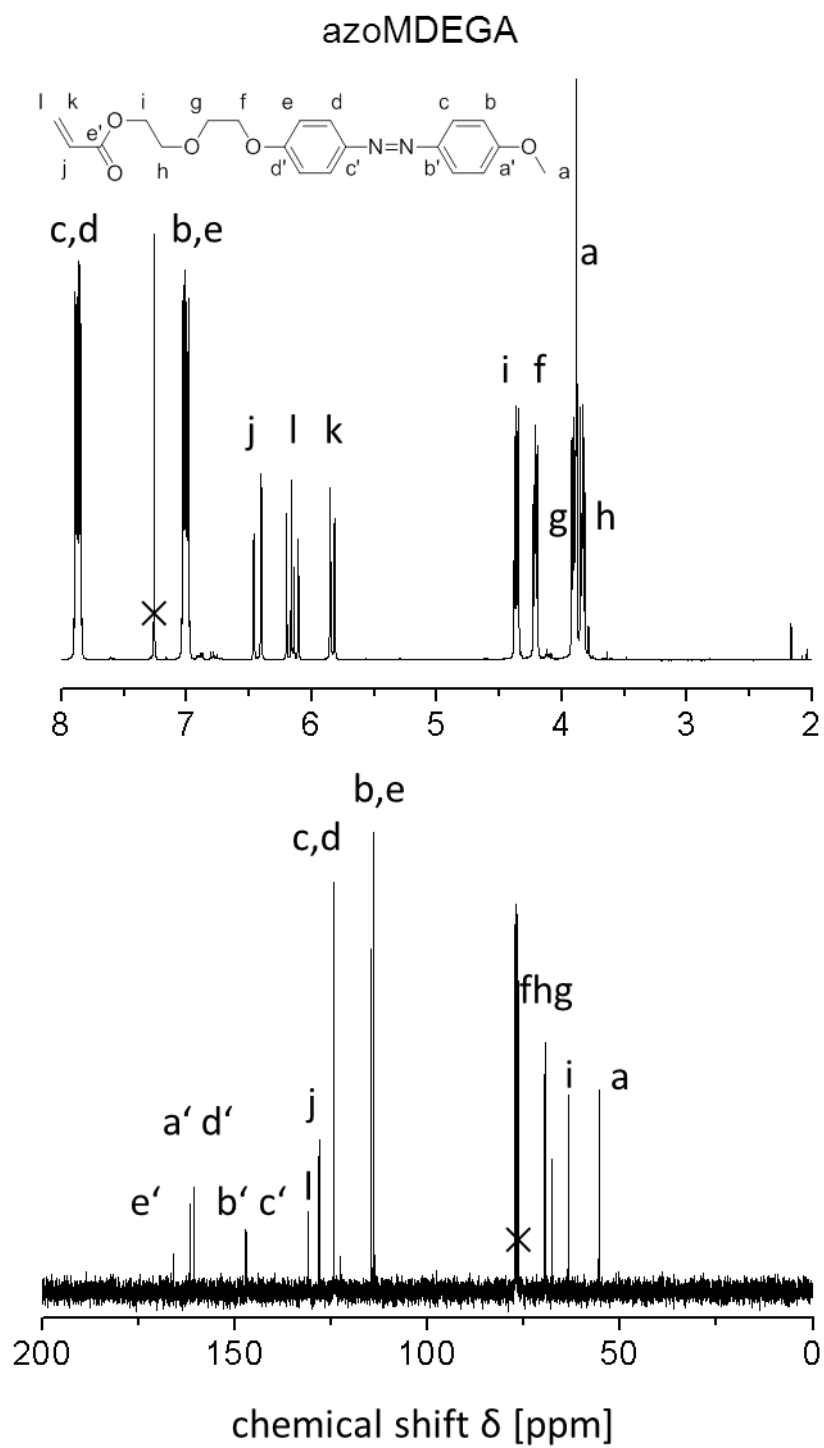 azoMDEGA
l k i g f e d c b
O O O N=N O
e' d' c' b' a' a
j O h
c,d b,e a
i f
j l k
g h
8 7 6 5 4 3 2
b,e
c,d
fhg
i a
j
a‘ d‘
e‘ b‘ c‘ l
200 150 100 50 0
chemical shift δ [ppm]